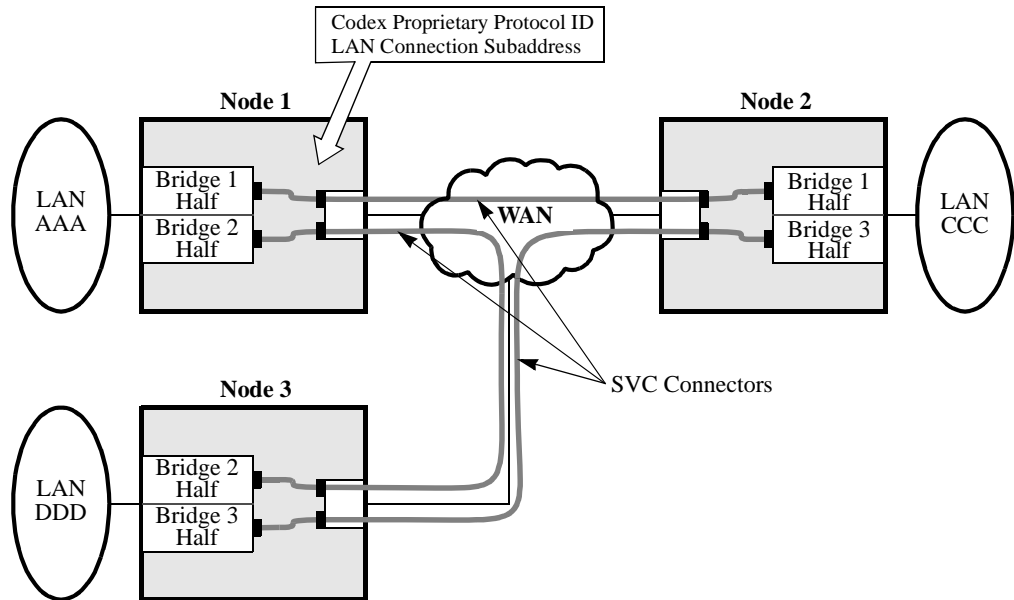 Codex Proprietary Protocol ID
LAN Connection Subaddress
Node 1
Node 2
LAN
AAA
Bridge 1
Half
Bridge 2
Half
WAN
Bridge 1
Half
Bridge 3
Half
LAN
CCC
SVC Connectors
Node 3
LAN
DDD
Bridge 2
Half
Bridge 3
Half